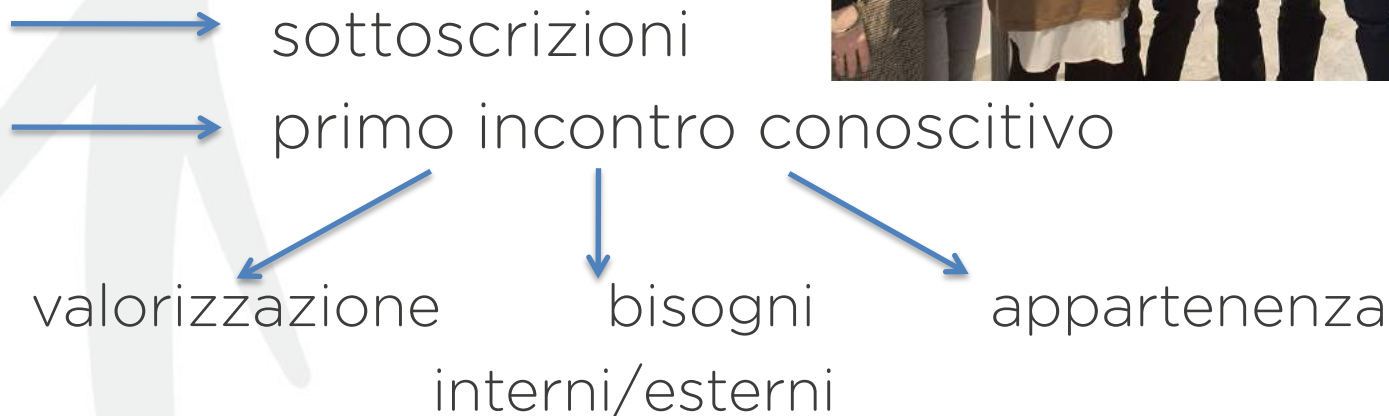 sottoscrizioni
primo incontro conoscitivo
valorizzazione bisogni appartenenza
interni/esterni